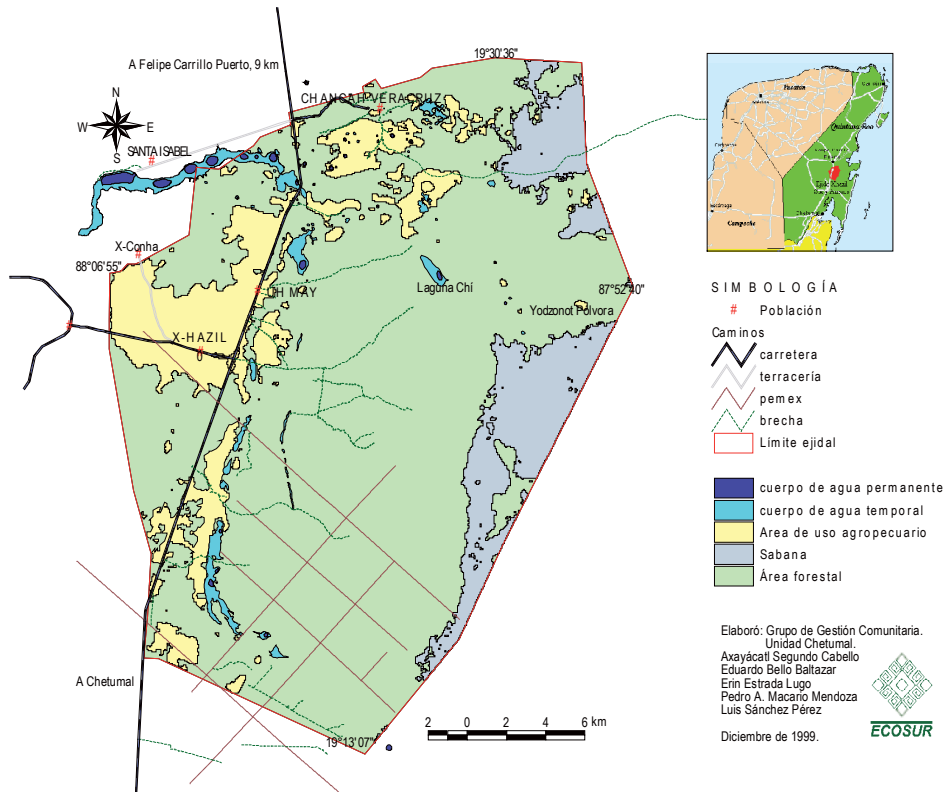 19°30'36"
A Felipe Carrillo Puerto, 9 km
CHANCAH-VERACRUZ
N
W E
S
SANTA ISABEL
X-Conha
88°06'55"
UH MAY
Laguna Chí
87°52'40"
Yodzonot Polvora
X-HAZIL
A Chetumal
19°13'07"
2 0 2 4 6 km
Yucatan
Quintana Roo
Campeche
SIMBOLOGÍA
# Población
Caminos
carretera
terracería
pemex
brecha
Límite ejidal
cuerpo de agua permanente
cuerpo de agua temporal
Area de uso agropecuario
Sabana
Área forestal
Elaboró: Grupo de Gestión Comunitaria.
Unidad Chetumal.
Axayácatl Segundo Cabello
Eduardo Bello Baltazar
Erin Estrada Lugo
Pedro A. Macario Mendoza
Luis Sánchez Pérez
ECOSUR
Diciembre de 1999.